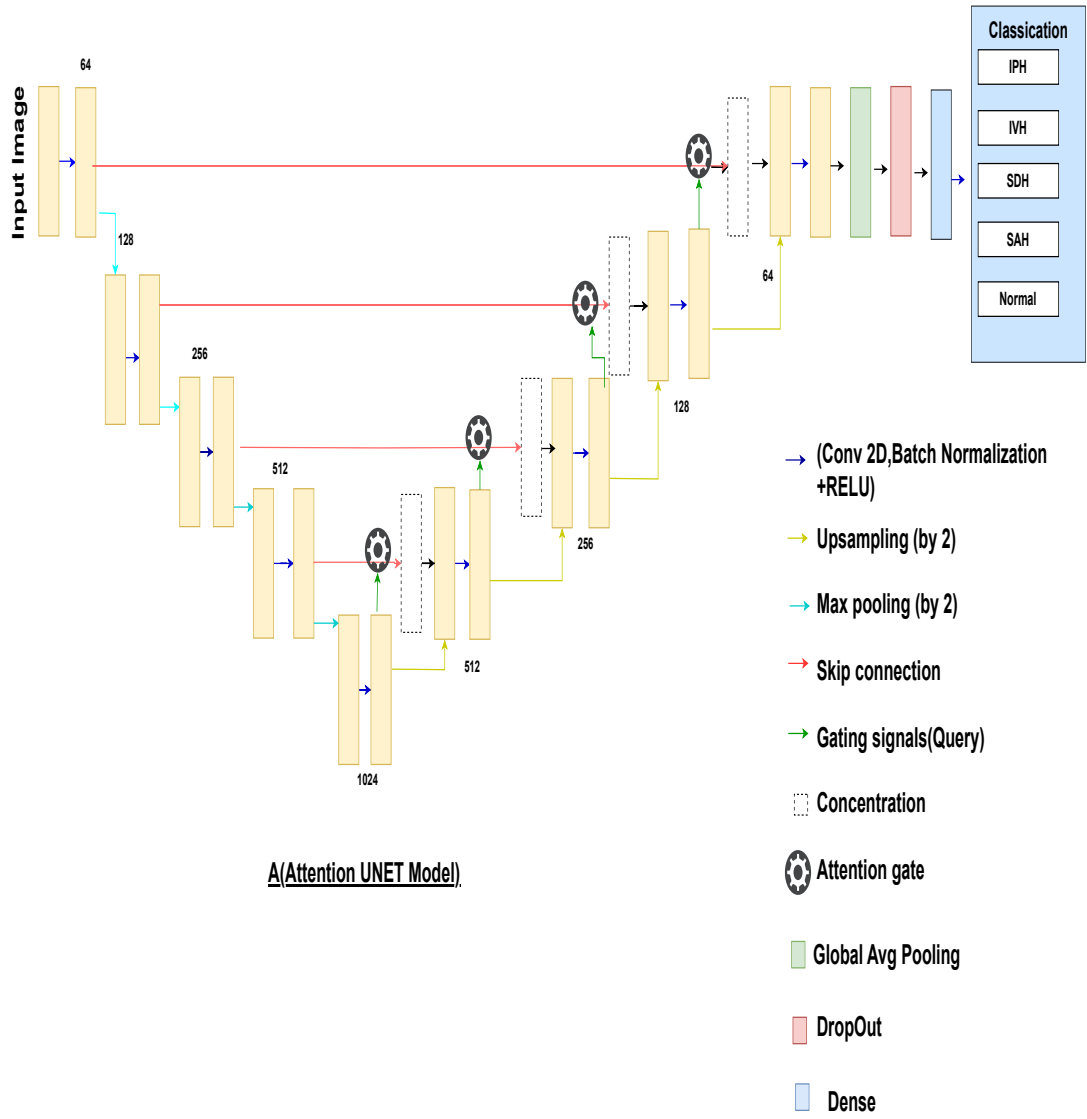 Classication
IPH
IVH
SDH
SAH
Normal
Input Image
64
128
256
512
1024
512
256
128
64
(Conv 2D,Batch Normalization
+RELU)
Upsampling (by 2)
Max pooling (by 2)
Skip connection
Gating signals(Query)
Concentration
Attention gate
Global Avg Pooling
DropOut
Dense
A(Attention UNET Model)